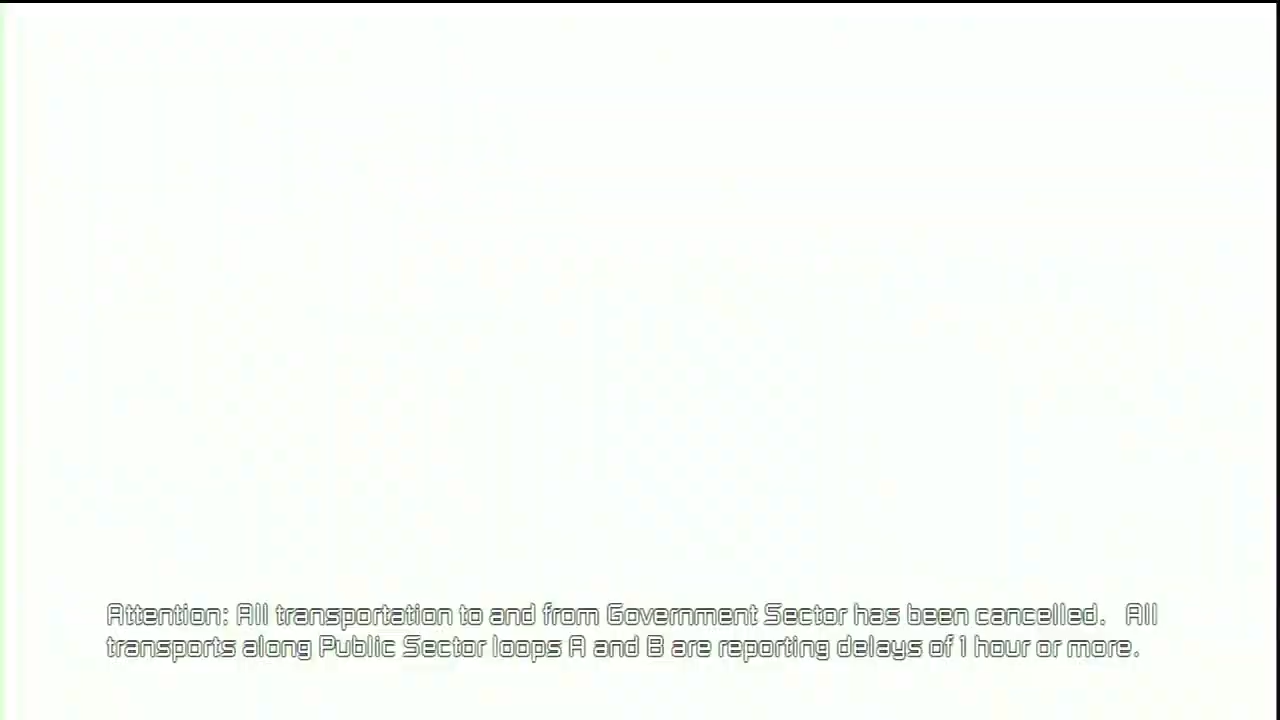 Attention: All transportation to and from Government Sector has been cancelled.  All
transports along Public Sector loops A and B are reporting delays of 1 hour or more.